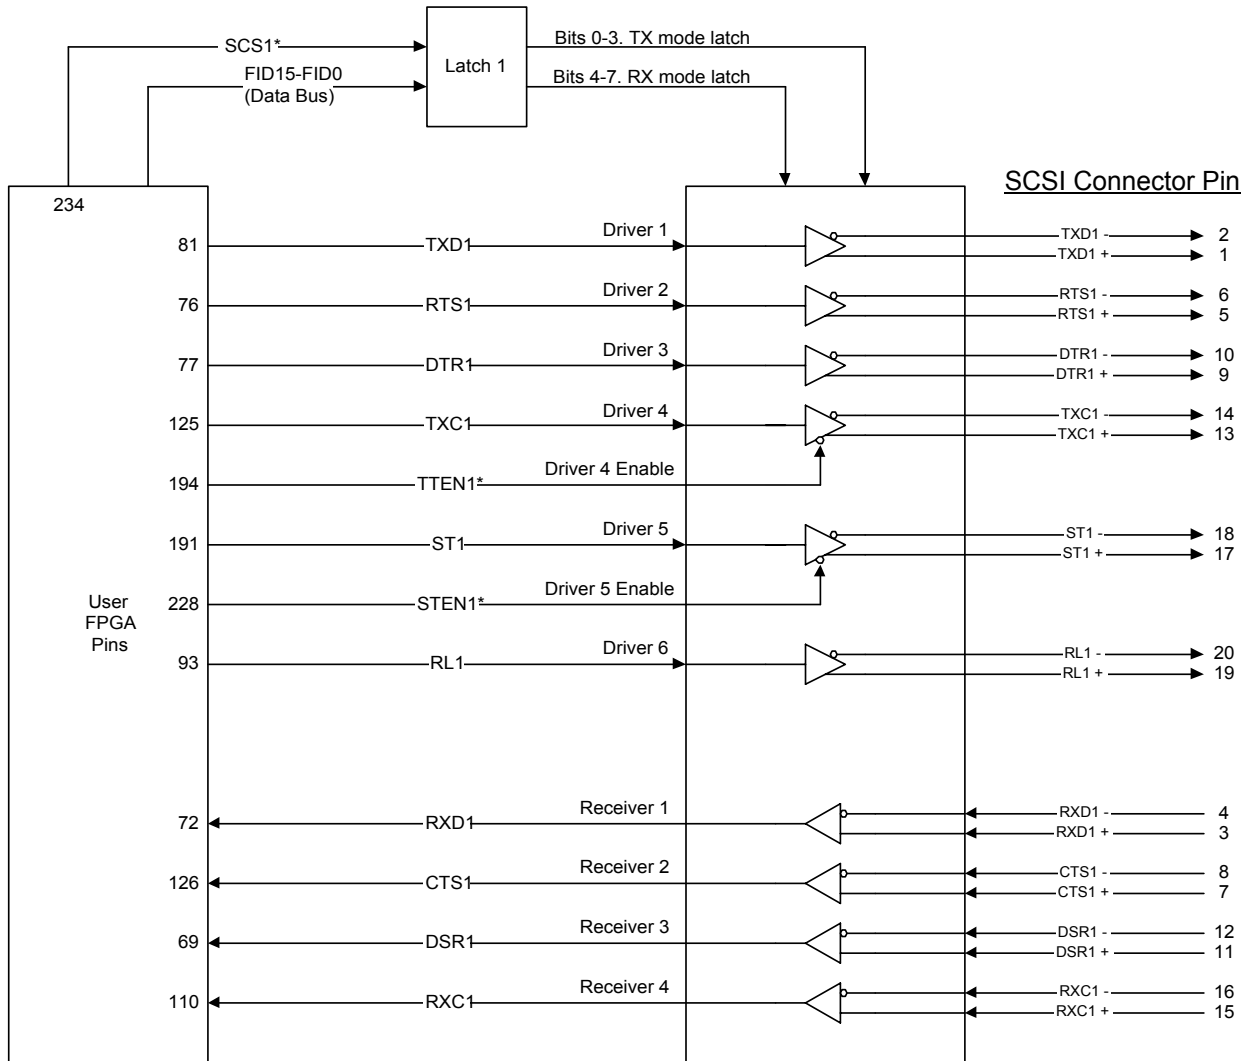 SCS1*
Bits 0-3. TX mode latch
Latch 1
FID15-FID0
(Data Bus)
Bits 4-7. RX mode latch
SCSI Connector Pin
234
81 TXD1 Driver 1 TXD1 - 2
TXD1 + 1
76 RTS1 Driver 2 RTS1 - 6
RTS1 + 5
77 DTR1 Driver 3 DTR1 - 10
DTR1 + 9
125 TXC1 Driver 4 TXC1 - 14
TXC1 + 13
194 TTEN1* Driver 4 Enable
191 ST1 Driver 5 ST1 - 18
ST1 + 17
228 STEN1* Driver 5 Enable
User
FPGA
Pins
93 RL1 Driver 6 RL1 - 20
RL1 + 19
72 RXD1 Receiver 1 RXD1 - 4
RXD1 + 3
126 CTS1 Receiver 2 CTS1 - 8
CTS1 + 7
69 DSR1 Receiver 3 DSR1 - 12
DSR1 + 11
110 RXC1 Receiver 4 RXC1 - 16
RXC1 + 15